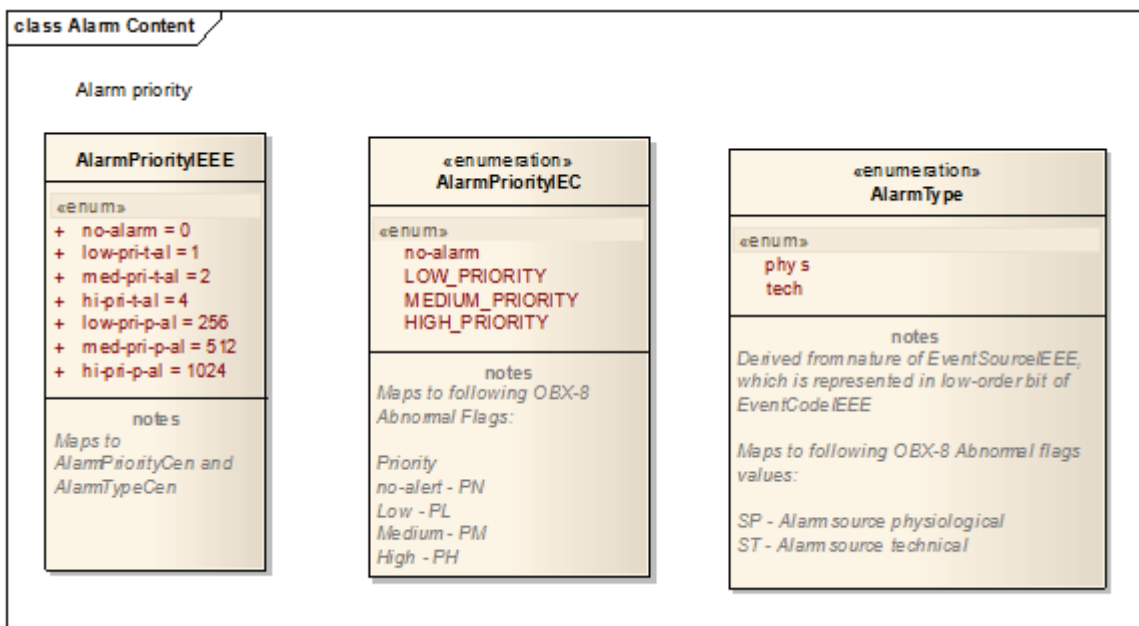 class Alarm Content
Alarm priority
AlarmPriorityIEEE
«enum»
+ no-alarm = 0
+ low-pri-t-al = 1
+ med-pri-t-al = 2
+ hi-pri-t-al = 4
+ low-pri-p-al = 256
+ med-pri-p-al = 512
+ hi-pri-p-al = 1024
notes
Maps to
AlarmPriorityCen and
AlarmTypeCen
«enumeration»
AlarmPriorityIEC
«enum»
no-alarm
LOW_PRIORITY
MEDIUM_PRIORITY
HIGH_PRIORITY
notes
Maps to following OBX-8
Abnormal Flags:
Priority
no-alert - PN
Low - PL
Medium - PM
High - PH
«enumeration»
AlarmType
«enum»
phys
tech
notes
Derived from nature of EventSourceIEEE,
which is represented in low-order bit of
EventCodeIEEE
Maps to following OBX-8 Abnormal flags
values:
SP - Alarm source physiological
ST - Alarm source technical